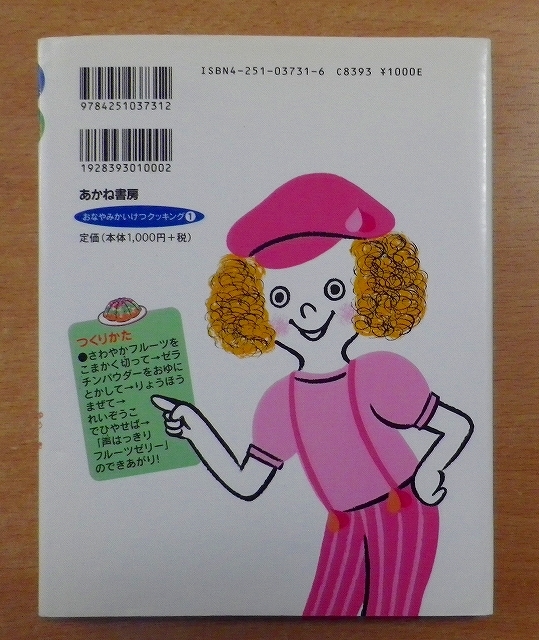 ISBN4-251-03731-6 C8393 ¥1000E
9784251037312
1928393010002
あかね書房
おなやみかいけつクッキング1
定価(本体1,000円+税)
つくりかた
●さわやかフルーツを
こまかく切って→ゼラ
チンパウダーをおゆに
とかして→りょうほう
まぜて→
れいぞうこ
でひやせば→
「声はっきり
フルーツゼリー」
のできあがり!